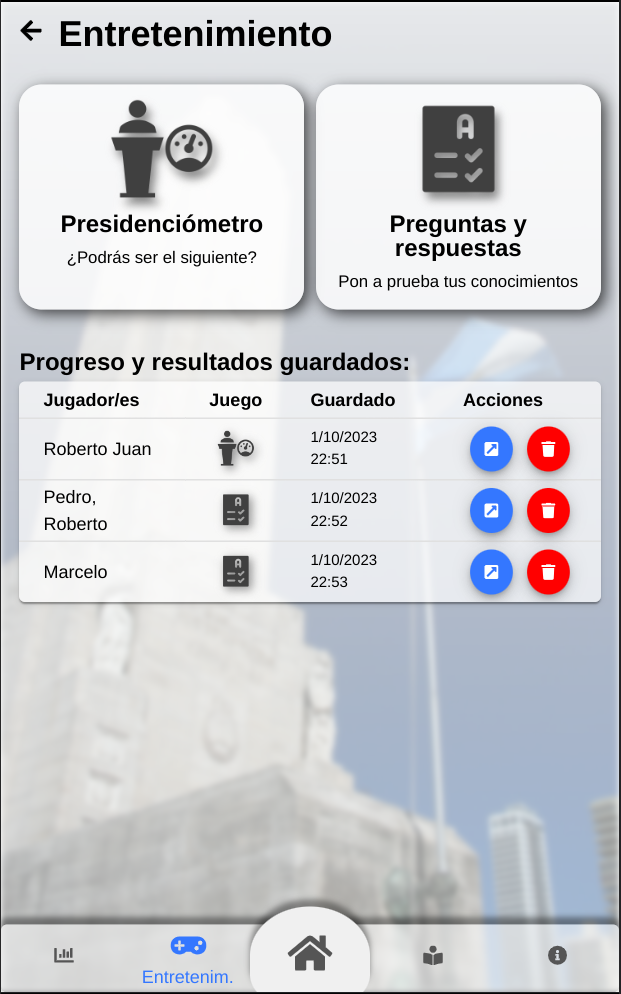 Entretenimiento
Presidenciómetro
¿Podrás ser el siguiente?
A
Preguntas y
respuestas
Pon a prueba tus conocimientos
Progreso y resultados guardados:
Jugador/es Juego Guardado Acciones
Roberto Juan 1/10/2023
22:51
Pedro,
Roberto A 1/10/2023
22:52
Marcelo A 1/10/2023
22:53
Entretenim.